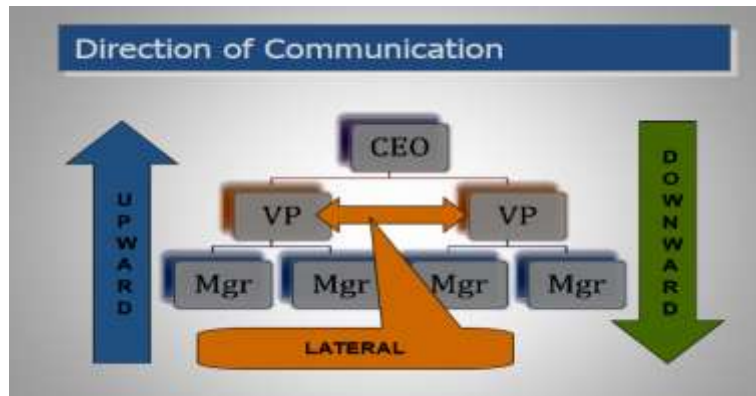 Direction of Communication
CEO
UPWARD
DOWNWARD
VP VP
Mgr Mgr Mgr Mgr
LATERAL